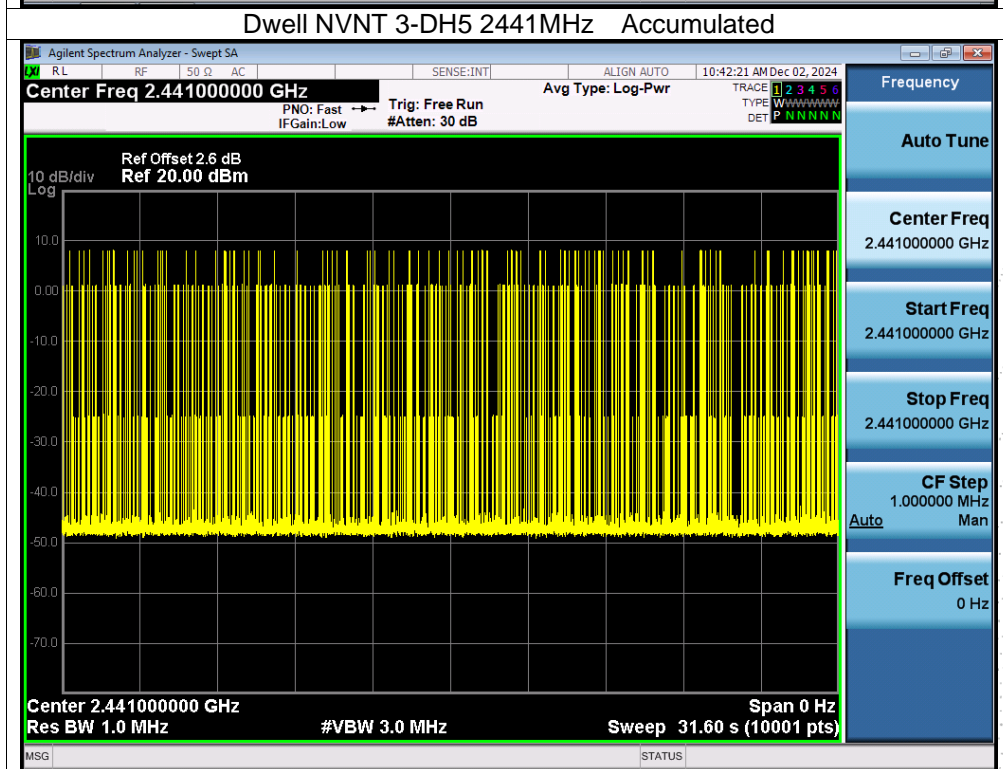 Dwell NVNT 3-DH5 2441MHz Accumulated
Agilent Spectrum Analyzer - Swept SA
LXI RL RF 50 Ω AC SENSE:INT ALIGN AUTO 10:42:21 AM Dec 02, 2024
Center Freq 2.441000000 GHz
PNO: Fast
IFGain:Low
Trig: Free Run
#Atten: 30 dB
Avg Type: Log-Pwr
TRACE 1 2 3 4 5 6
TYPE WWWWWW
DET P N N N N N
Ref Offset 2.6 dB
10 dB/div Ref 20.00 dBm
Log
10.0
0.00
-10.0
-20.0
-30.0
-40.0
-50.0
-60.0
-70.0
Center 2.441000000 GHz Span 0 Hz
Res BW 1.0 MHz #VBW 3.0 MHz Sweep 31.60 s (10001 pts)
MSG STATUS
Frequency
Auto Tune
Center Freq
2.441000000 GHz
Start Freq
2.441000000 GHz
Stop Freq
2.441000000 GHz
CF Step
1.000000 MHz
Auto Man
Freq Offset
0 Hz